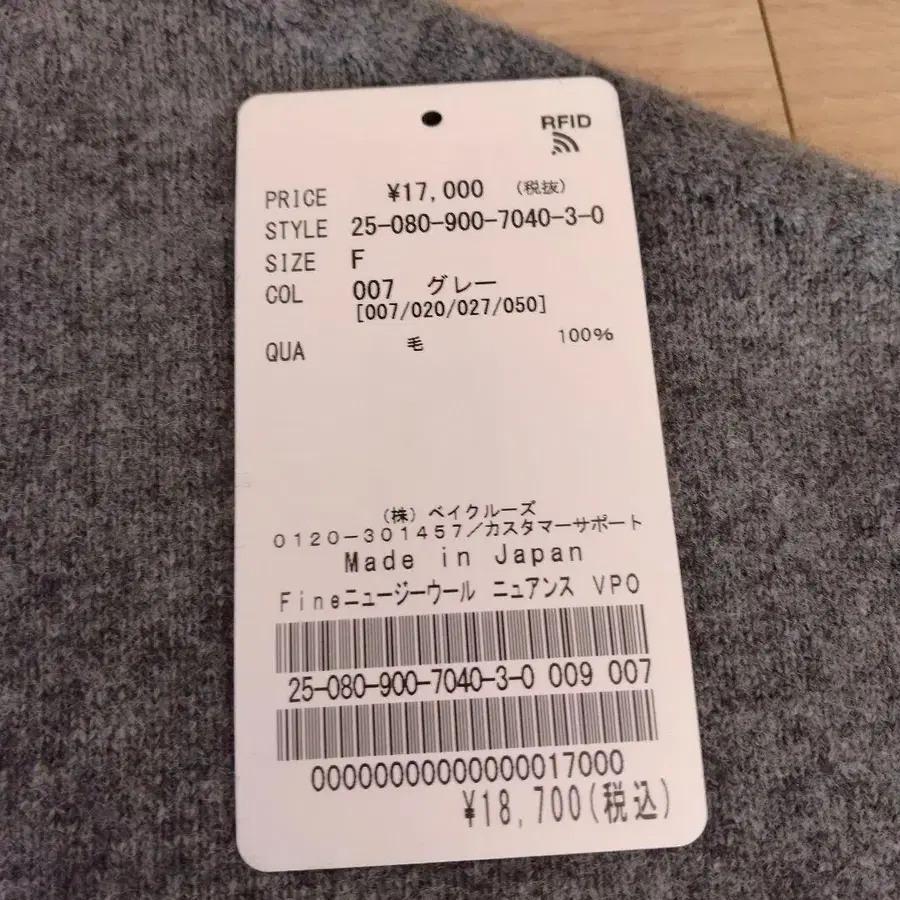 RFID
PRICE ¥17,000 (税抜)
STYLE 25-080-900-7040-3-0
SIZE F
COL 007 グレー
[007/020/027/050]
QUA 毛 100%
(株)ベイクルーズ
0120-301457/カスタマーサポート
Made in Japan
Fineニュージーウール ニュアンス VPO
25-080-900-7040-3-0 009 007
00000000000000017000
¥18,700(税込)